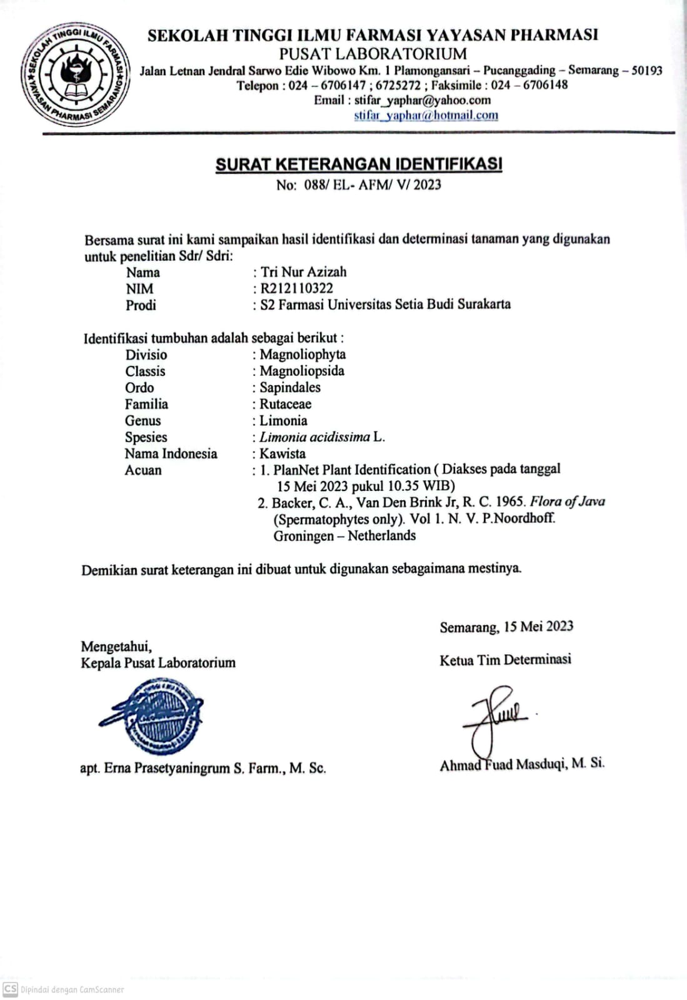 SEKOLAH TINGGI ILMU FARMASI
YAYASAN PHARMASI SEMARANG
SEKOLAH TINGGI ILMU FARMASI YAYASAN PHARMASI
PUSAT LABORATORIUM
Jalan Letnan Jendral Sarwo Edie Wibowo Km. 1 Plamongansari – Pucanggading – Semarang – 50193
Telepon : 024 – 6706147 ; 6725272 ; Faksimile : 024 – 6706148
Email : stifar_yaphar@yahoo.com
stifar_yaphar@hotmail.com
SURAT KETERANGAN IDENTIFIKASI
No: 088/ EL- AFM/ V/ 2023
Bersama surat ini kami sampaikan hasil identifikasi dan determinasi tanaman yang digunakan
untuk penelitian Sdr/ Sdri:
Nama : Tri Nur Azizah
NIM : R212110322
Prodi : S2 Farmasi Universitas Setia Budi Surakarta
Identifikasi tumbuhan adalah sebagai berikut :
Divisio : Magnoliophyta
Classis : Magnoliopsida
Ordo : Sapindales
Familia : Rutaceae
Genus : Limonia
Spesies : Limonia acidissima L.
Nama Indonesia : Kawista
Acuan : 1. PlanNet Plant Identification ( Diakses pada tanggal
15 Mei 2023 pukul 10.35 WIB)
2. Backer, C. A., Van Den Brink Jr, R. C. 1965. Flora of Java
(Spermatophytes only). Vol 1. N. V. P.Noordhoff.
Groningen – Netherlands
Demikian surat keterangan ini dibuat untuk digunakan sebagaimana mestinya.
Semarang, 15 Mei 2023
Mengetahui,
Kepala Pusat Laboratorium
Ketua Tim Determinasi
apt. Erna Prasetyaningrum S. Farm., M. Sc.
Ahmad Fuad Masduqi, M. Si.
CS Dipindai dengan CamScanner